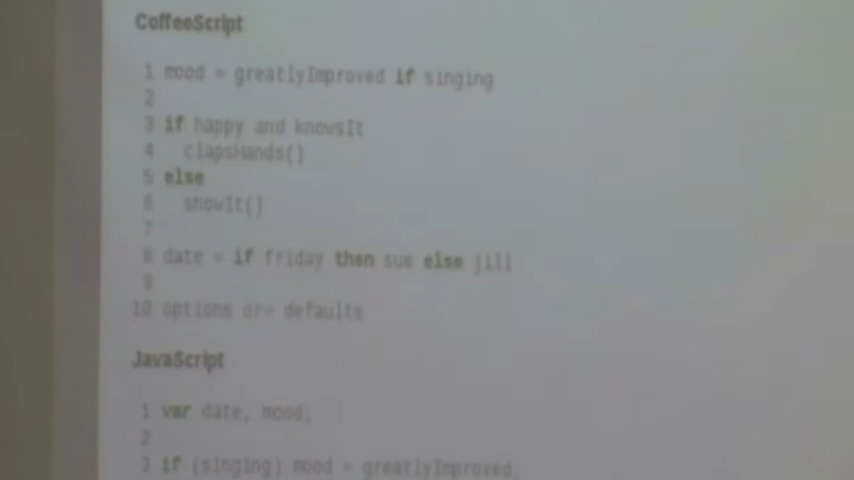 CoffeeScript
1 mood = greatlyImproved if singing
2
3 if happy and knowsIt
4   clapsHands()
5 else
6   showIt()
7
8 date = if friday then sue else jill
9
10 options or= defaults
JavaScript
1 var date, mood;
2
3 if (singing) mood = greatlyImproved;